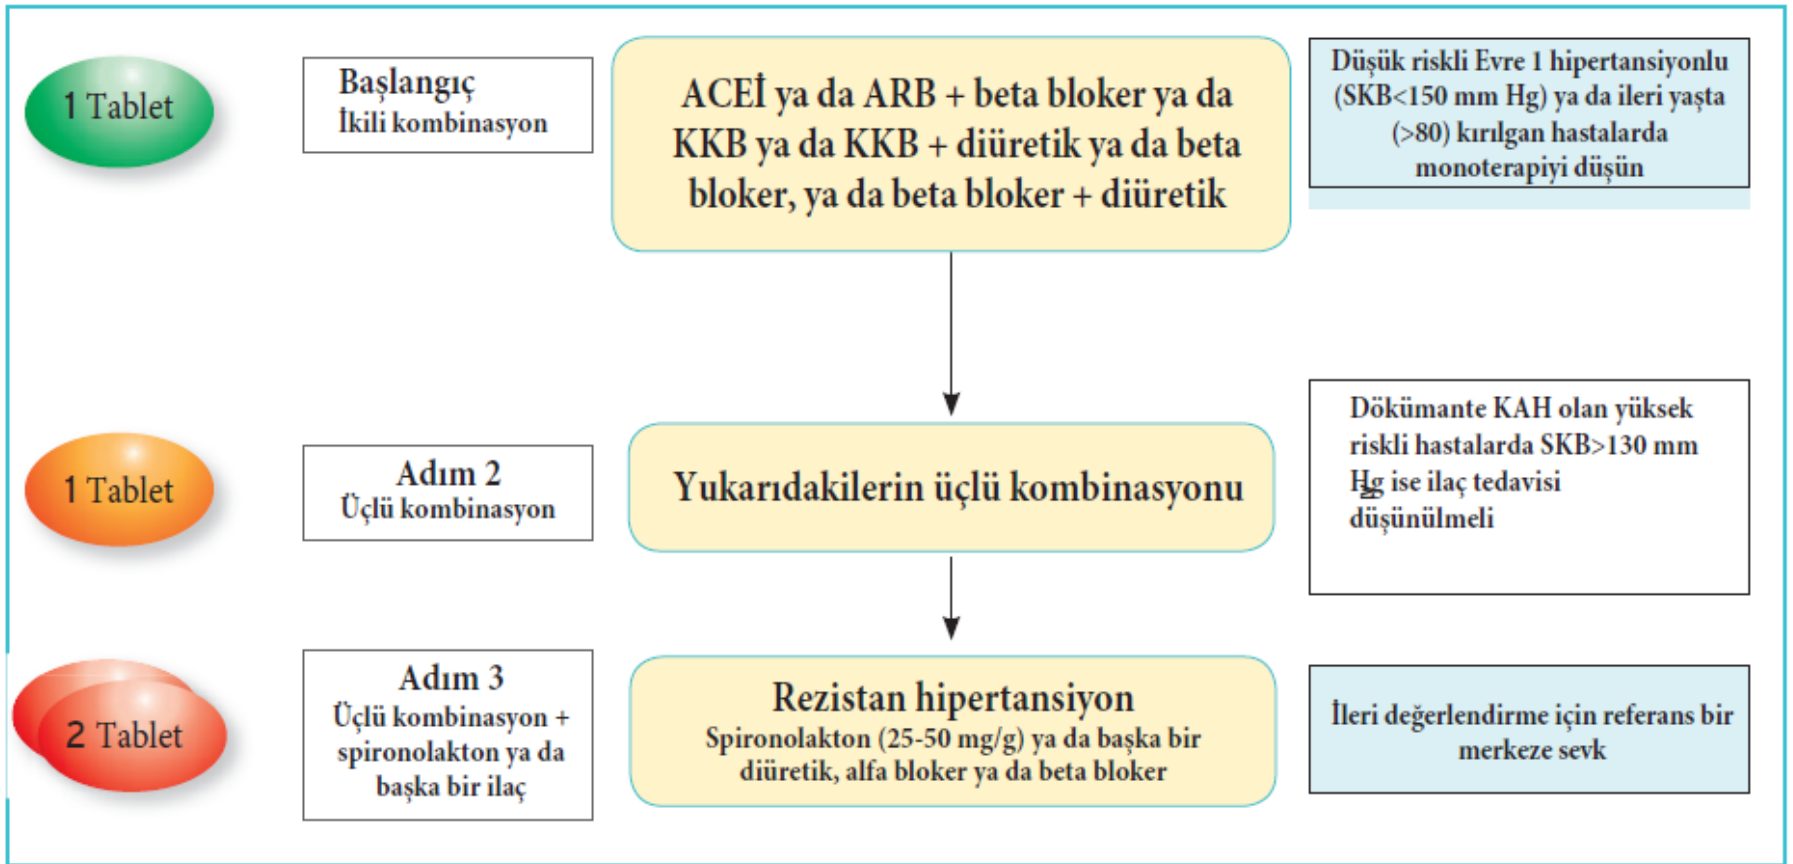 1 Tablet
Başlangıç
İkili kombinasyon
ACEİ ya da ARB + beta bloker ya da
KKB ya da KKB + diüretik ya da beta
bloker, ya da beta bloker + diüretik
Düşük riskli Evre 1 hipertansiyonlu
(SKB<150 mm Hg) ya da ileri yaşta
(>80) kırılgan hastalarda
monoterapiyi düşün
1 Tablet
Adım 2
Üçlü kombinasyon
Yukarıdakilerin üçlü kombinasyonu
Dökümante KAH olan yüksek
riskli hastalarda SKB>130 mm
Hg ise ilaç tedavisi
düşünülmeli
2 Tablet
Adım 3
Üçlü kombinasyon +
spironolakton ya da
başka bir ilaç
Rezistan hipertansiyon
Spironolakton (25-50 mg/g) ya da başka bir
diüretik, alfa bloker ya da beta bloker
İleri değerlendirme için referans bir
merkeze sevk